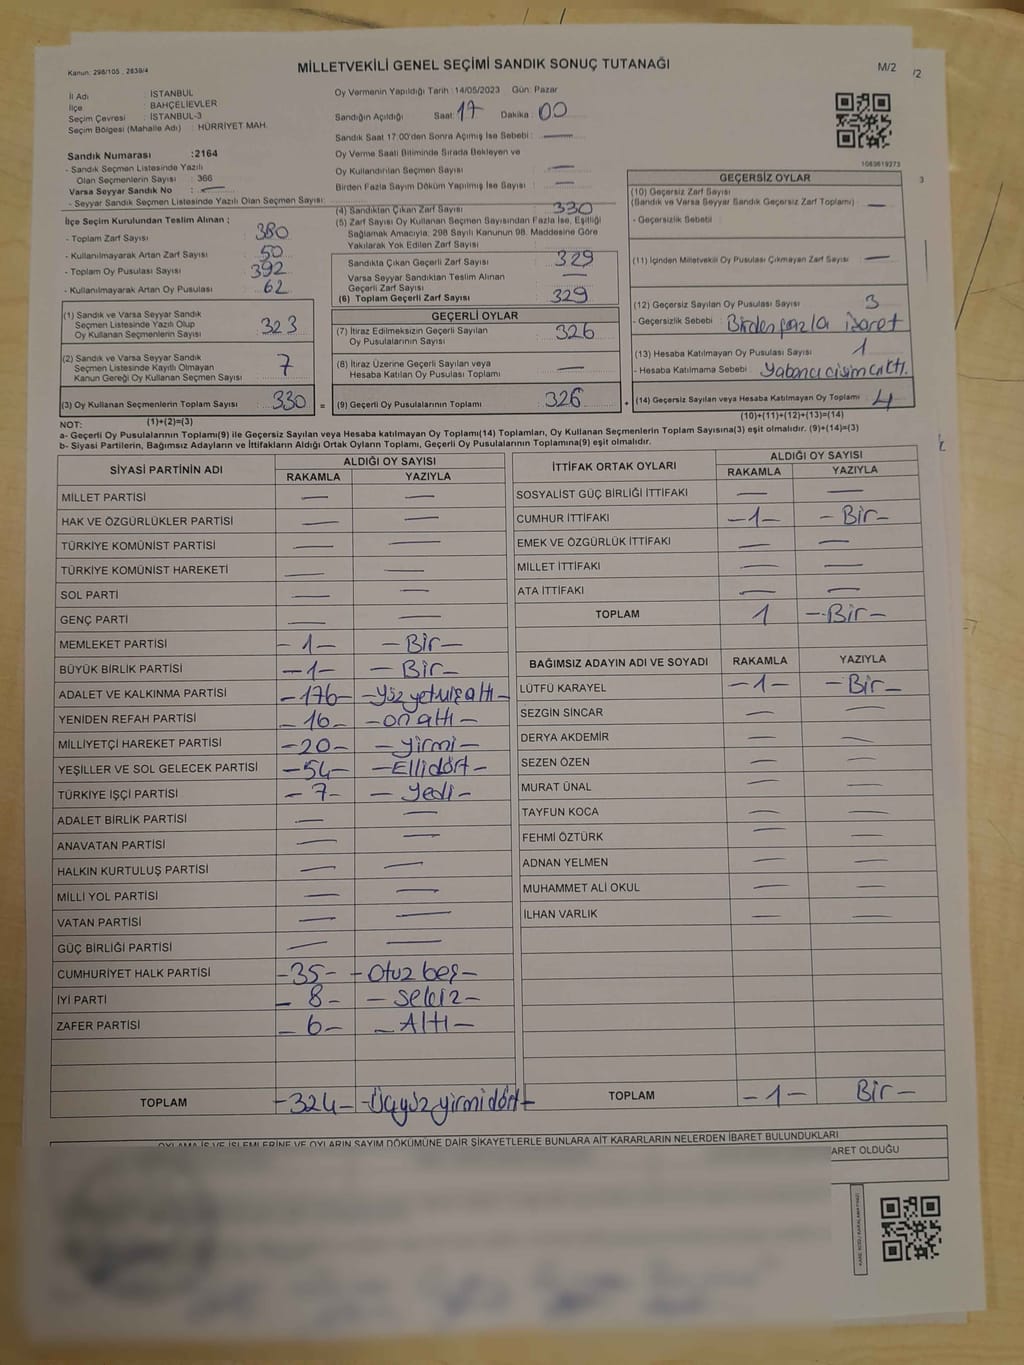 Kanun: 298/105 , 2839/4
MİLLETVEKİLİ GENEL SEÇİMİ SANDIK SONUÇ TUTANAĞI
M/2
/2
İl Adı : İSTANBUL
İlçe : BAHÇELİEVLER
Seçim Çevresi : İSTANBUL-3
Seçim Bölgesi (Mahalle Adı) : HÜRRİYET MAH.
Sandık Numarası :2164
- Sandık Seçmen Listesinde Yazılı
Olan Seçmenlerin Sayısı : 366
Varsa Seyyar Sandık No : —
- Seyyar Sandık Seçmen Listesinde Yazılı Olan Seçmen Sayısı:
Oy Vermenin Yapıldığı Tarih :14/05/2023 Gün: Pazar
Sandığın Açıldığı Saat: 17 Dakika: 00
Sandık Saat 17:00'den Sonra Açılmış İse Sebebi : —
Oy Verme Saati Bitiminde Sırada Bekleyen ve
Oy Kullandırılan Seçmen Sayısı : —
Birden Fazla Sayım Döküm Yapılmış İse Sayısı : —
1063619273
3
İlçe Seçim Kurulundan Teslim Alınan ;
- Toplam Zarf Sayısı : 380
- Kullanılmayarak Artan Zarf Sayısı : 50
- Toplam Oy Pusulası Sayısı : 392
- Kullanılmayarak Artan Oy Pusulası : 62
(1) Sandık ve Varsa Seyyar Sandık
Seçmen Listesinde Yazılı Olup
Oy Kullanan Seçmenlerin Sayısı : 323
(2) Sandık ve Varsa Seyyar Sandık
Seçmen Listesinde Kayıtlı Olmayan
Kanun Gereği Oy Kullanan Seçmen Sayısı : 7
(3) Oy Kullanan Seçmenlerin Toplam Sayısı : 330
(1)+(2)=(3)
(4) Sandıktan Çıkan Zarf Sayısı : 330
(5) Zarf Sayısı Oy Kullanan Seçmen Sayısından Fazla İse, Eşitliği
Sağlamak Amacıyla; 298 Sayılı Kanunun 98. Maddesine Göre
Yakılarak Yok Edilen Zarf Sayısı :
Sandıkta Çıkan Geçerli Zarf Sayısı : 329
Varsa Seyyar Sandıktan Teslim Alınan
Geçerli Zarf Sayısı : —
(6) Toplam Geçerli Zarf Sayısı : 329
GEÇERLİ OYLAR
(7) İtiraz Edilmeksizin Geçerli Sayılan
Oy Pusulalarının Sayısı : 326
(8) İtiraz Üzerine Geçerli Sayılan veya
Hesaba Katılan Oy Pusulası Toplamı : —
= (9) Geçerli Oy Pusulalarının Toplamı : 326 +
GEÇERSİZ OYLAR
(10) Geçersiz Zarf Sayısı
(Sandık ve Varsa Seyyar Sandık Geçersiz Zarf Toplamı) : —
- Geçersizlik Sebebi :
(11) İçinden Milletvekili Oy Pusulası Çıkmayan Zarf Sayısı : —
(12) Geçersiz Sayılan Oy Pusulası Sayısı : 3
- Geçersizlik Sebebi : Birden fazla işaret
(13) Hesaba Katılmayan Oy Pusulası Sayısı : 1
- Hesaba Katılmama Sebebi : Yabancı cisim çıktı.
(14) Geçersiz Sayılan veya Hesaba Katılmayan Oy Toplamı : 4
(10)+(11)+(12)+(13)=(14)
NOT:
a- Geçerli Oy Pusulalarının Toplamı(9) ile Geçersiz Sayılan veya Hesaba Katılmayan Oy Toplamı(14) Toplamları, Oy Kullanan Seçmenlerin Toplam Sayısına(3) eşit olmalıdır. (9)+(14)=(3)
b- Siyasi Partilerin, Bağımsız Adayların ve İttifakların Aldığı Ortak Oyların Toplamı, Geçerli Oy Pusulalarının Toplamına(9) eşit olmalıdır.
SİYASİ PARTİNİN ADI ALDIĞI OY SAYISI
RAKAMLA YAZIYLA
MİLLET PARTİSİ — —
HAK VE ÖZGÜRLÜKLER PARTİSİ — —
TÜRKİYE KOMÜNİST PARTİSİ — —
TÜRKİYE KOMÜNİST HAREKETİ — —
SOL PARTİ — —
GENÇ PARTİ — —
MEMLEKET PARTİSİ -1- -Bir-
BÜYÜK BİRLİK PARTİSİ -1- -Bir-
ADALET VE KALKINMA PARTİSİ -176- -Yüz yetmiş altı-
YENİDEN REFAH PARTİSİ -16- -on altı-
MİLLİYETÇİ HAREKET PARTİSİ -20- -yirmi-
YEŞİLLER VE SOL GELECEK PARTİSİ -54- -Elli dört-
TÜRKİYE İŞÇİ PARTİSİ -7- -Yedi-
ADALET BİRLİK PARTİSİ — —
ANAVATAN PARTİSİ — —
HALKIN KURTULUŞ PARTİSİ — —
MİLLİ YOL PARTİSİ — —
VATAN PARTİSİ — —
GÜÇ BİRLİĞİ PARTİSİ — —
CUMHURİYET HALK PARTİSİ -35- -Otuz beş-
İYİ PARTİ -8- -Sekiz-
ZAFER PARTİSİ -6- -Altı-
TOPLAM -324- -Üçyüz yirmi dört-
İTTİFAK ORTAK OYLARI ALDIĞI OY SAYISI
RAKAMLA YAZIYLA
SOSYALİST GÜÇ BİRLİĞİ İTTİFAKI — —
CUMHUR İTTİFAKI -1- -Bir-
EMEK VE ÖZGÜRLÜK İTTİFAKI — —
MİLLET İTTİFAKI — —
ATA İTTİFAKI — —
TOPLAM 1 -Bir-
BAĞIMSIZ ADAYIN ADI VE SOYADI RAKAMLA YAZIYLA
LÜTFÜ KARAYEL -1- -Bir-
SEZGİN SİNCAR — —
DERYA AKDEMİR — —
SEZEN ÖZEN — —
MURAT ÜNAL — —
TAYFUN KOCA — —
FEHMİ ÖZTÜRK — —
ADNAN YELMEN — —
MUHAMMET ALİ OKUL — —
İLHAN VARLIK — —
TOPLAM -1- Bir-
OYLAMA İŞ VE İŞLEMLERİNE VE OYLARIN SAYIM DÖKÜMÜNE DAİR ŞİKAYETLERLE BUNLARA AİT KARARLARIN NELERDEN İBARET BULUNDUKLARI
ARET OLDUĞU